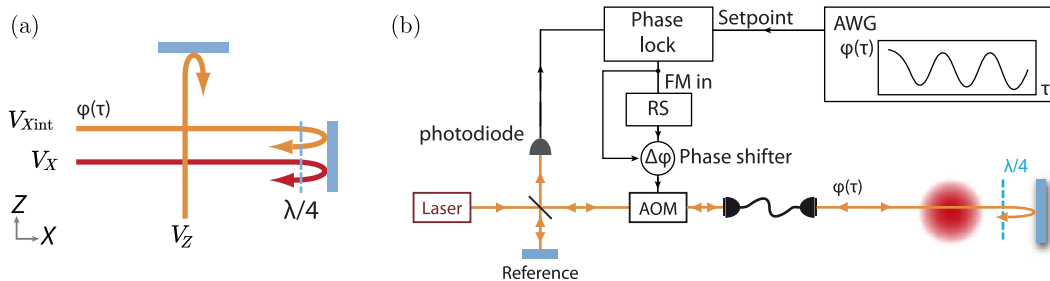 (a)
φ(τ)
V_Xint
V_X
λ/4
Z
X
V_Z
(b)
Phase lock
Setpoint
AWG
φ(τ)
τ
FM in
RS
photodiode
Δφ
Phase shifter
Laser
AOM
φ(τ)
λ/4
Reference